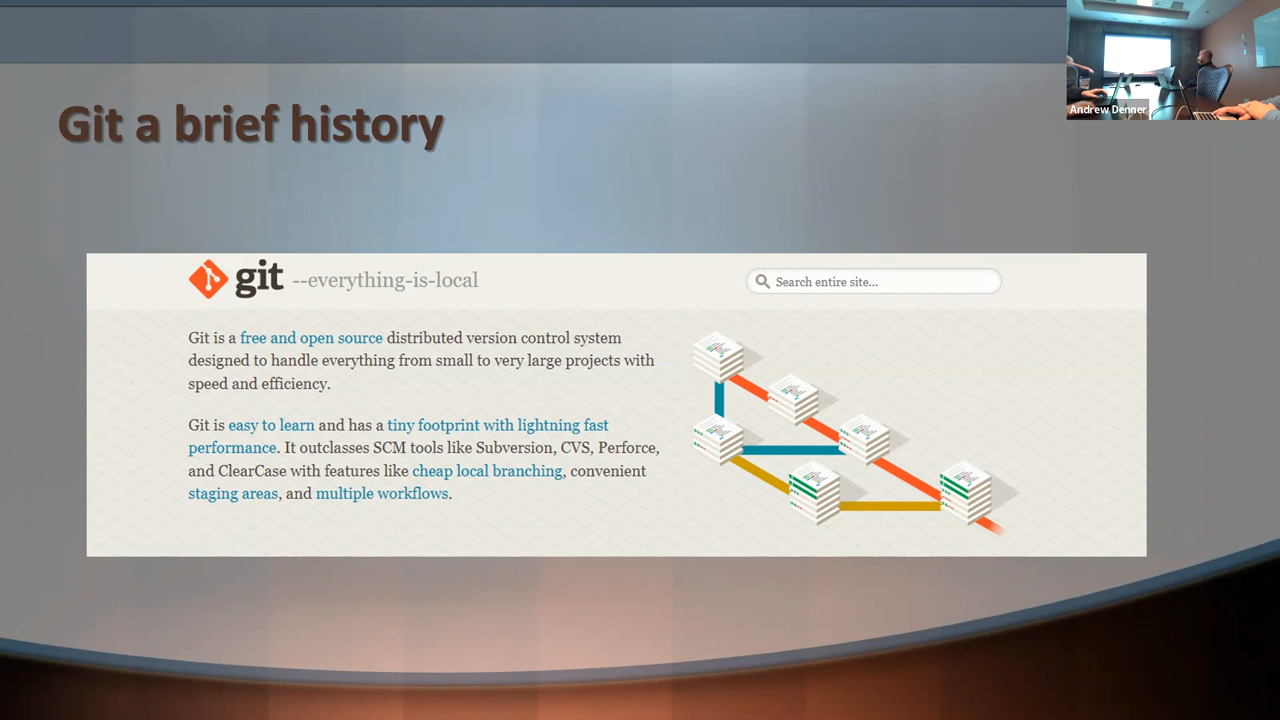 Git a brief history
Andrew Denner
git --everything-is-local
Search entire site...
Git is a free and open source distributed version control system
designed to handle everything from small to very large projects with
speed and efficiency.
Git is easy to learn and has a tiny footprint with lightning fast
performance. It outclasses SCM tools like Subversion, CVS, Perforce,
and ClearCase with features like cheap local branching, convenient
staging areas, and multiple workflows.